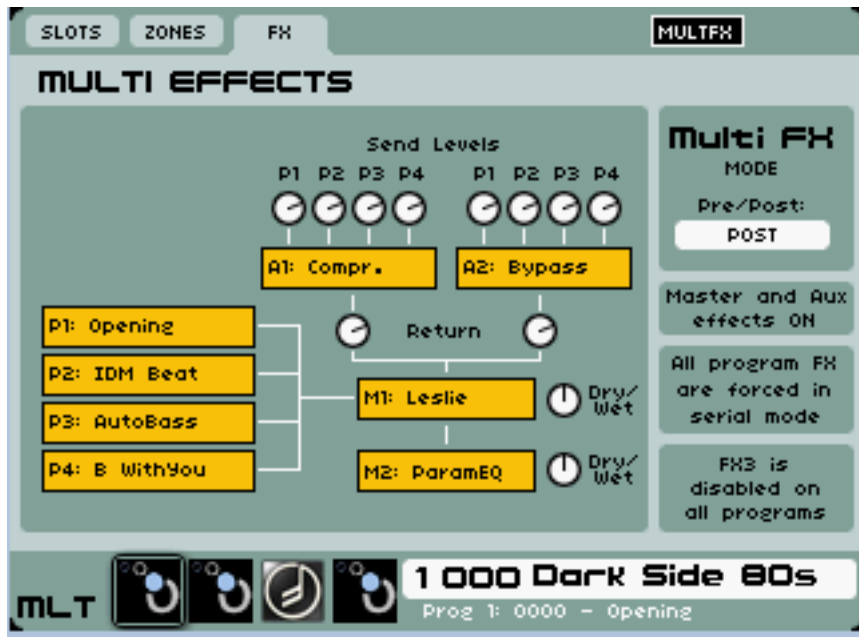 SLOTS ZONES FX MULTFX
MULTI EFFECTS
Send Levels
P1 P2 P3 P4 P1 P2 P3 P4
A1: Compr. A2: Bypass
Return
P1: Opening
P2: IDM Beat
P3: AutoBass
P4: B WithYou
M1: Leslie Dry/
Wet
M2: ParamEQ Dry/
Wet
Multi FX
MODE
Pre/Post:
POST
Master and Aux
effects ON
All program FX
are forced in
serial mode
FX3 is
disabled on
all programs
MLT
1 000 Dark Side 80s
Prog 1: 0000 - Opening